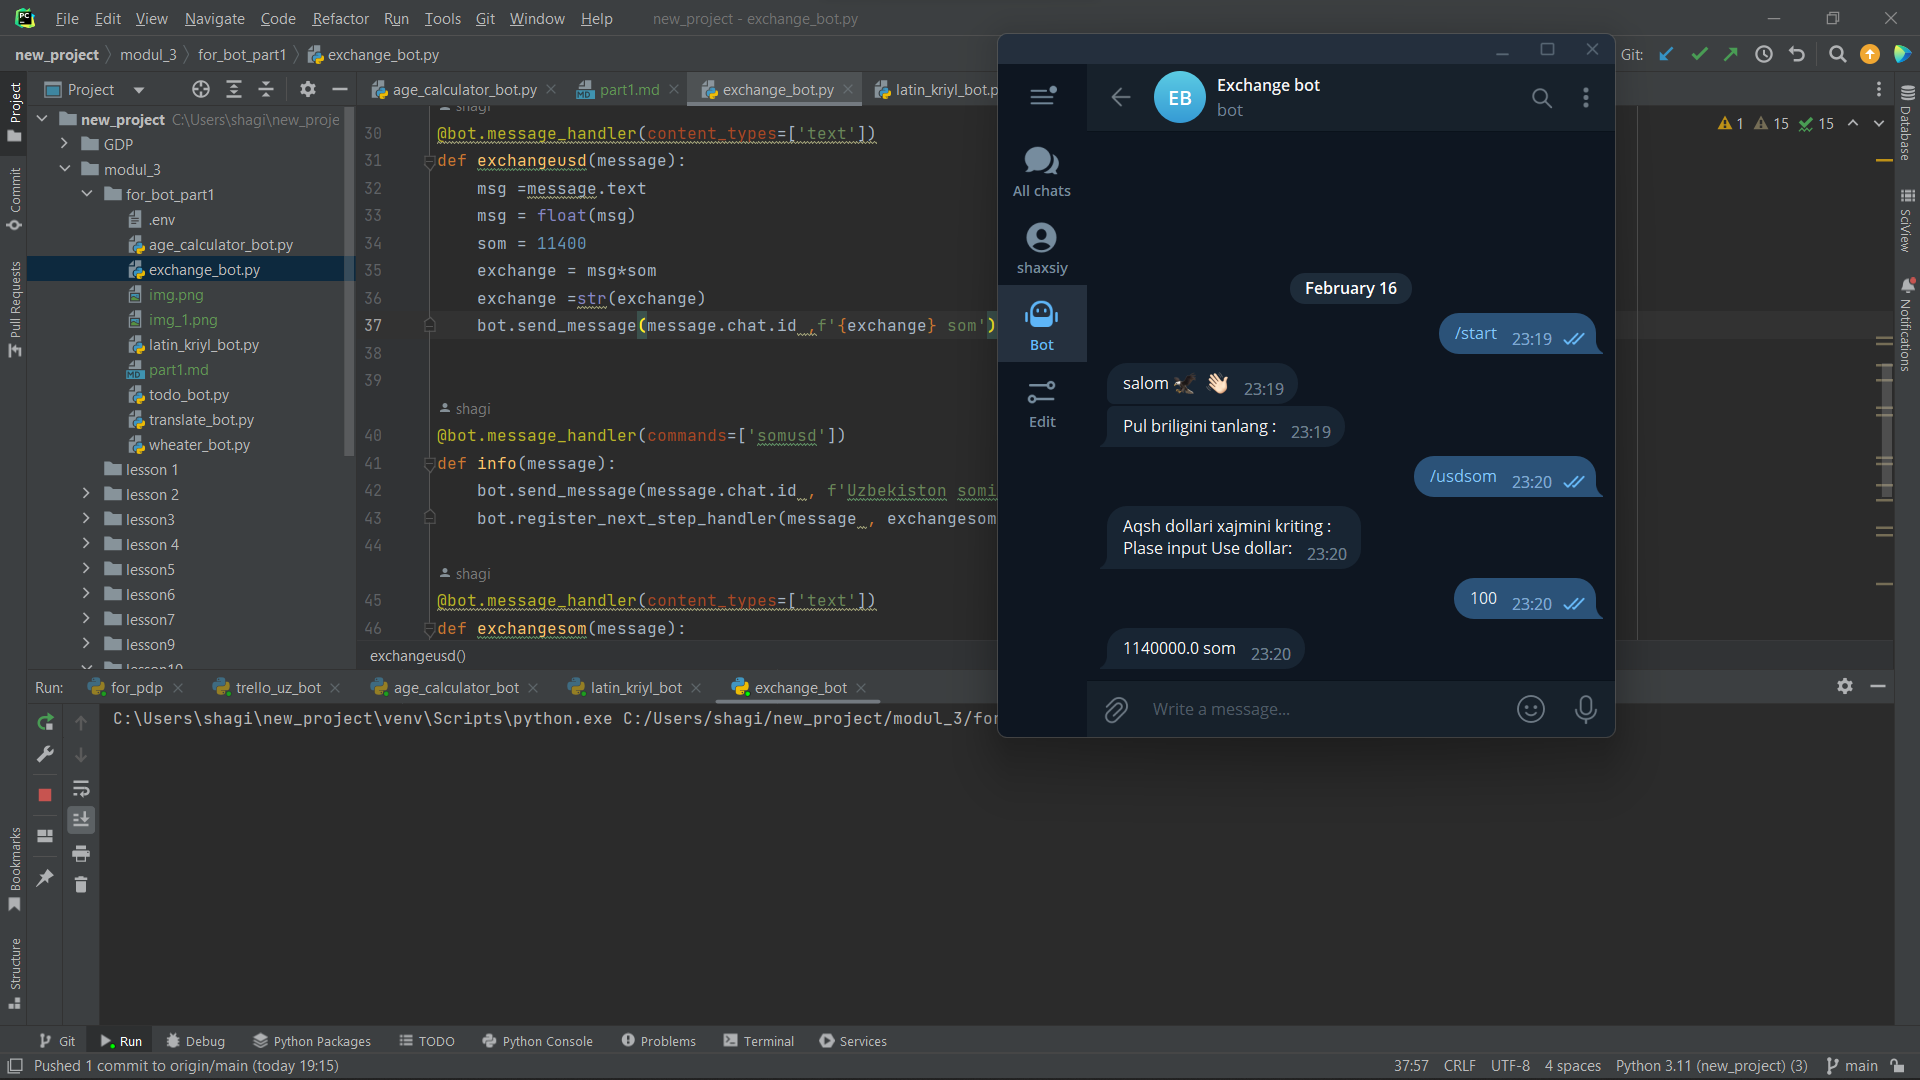 File Edit View Navigate Code Refactor Run Tools Git Window Help new_project - exchange_bot.py
new_project modul_3 for_bot_part1 exchange_bot.py
Git:
Project
age_calculator_bot.py part1.md exchange_bot.py latin_kriyl_bot.p
new_project C:\Users\shagi\new_proje
GDP
modul_3
for_bot_part1
.env
age_calculator_bot.py
exchange_bot.py
img.png
img_1.png
latin_kriyl_bot.py
part1.md
todo_bot.py
translate_bot.py
wheater_bot.py
lesson 1
lesson 2
lesson3
lesson 4
lesson5
lesson6
lesson7
lesson9
lesson10
Project
Commit
Pull Requests
Bookmarks
Structure
shagi
30 @bot.message_handler(content_types=['text'])
31 def exchangeusd(message):
32 msg =message.text
33 msg = float(msg)
34 som = 11400
35 exchange = msg*som
36 exchange =str(exchange)
37 bot.send_message(message.chat.id ,f'{exchange} som')
38
39
shagi
40 @bot.message_handler(commands=['somusd'])
41 def info(message):
42 bot.send_message(message.chat.id , f'Uzbekiston somi
43 bot.register_next_step_handler(message , exchangesom
44
shagi
45 @bot.message_handler(content_types=['text'])
46 def exchangesom(message):
exchangeusd()
1 15 15
Database
SciView
Notifications
EB
Exchange bot
bot
All chats
shaxsiy
Bot
Edit
February 16
/start 23:19
salom 23:19
Pul briligini tanlang : 23:19
/usdsom 23:20
Aqsh dollari xajmini kriting :
Plase input Use dollar: 23:20
100 23:20
1140000.0 som 23:20
Write a message...
Run: for_pdp trello_uz_bot age_calculator_bot latin_kriyl_bot exchange_bot
C:\Users\shagi\new_project\venv\Scripts\python.exe C:/Users/shagi/new_project/modul_3/for
Git Run Debug Python Packages TODO Python Console Problems Terminal Services
Pushed 1 commit to origin/main (today 19:15)
37:57 CRLF UTF-8 4 spaces Python 3.11 (new_project) (3) main